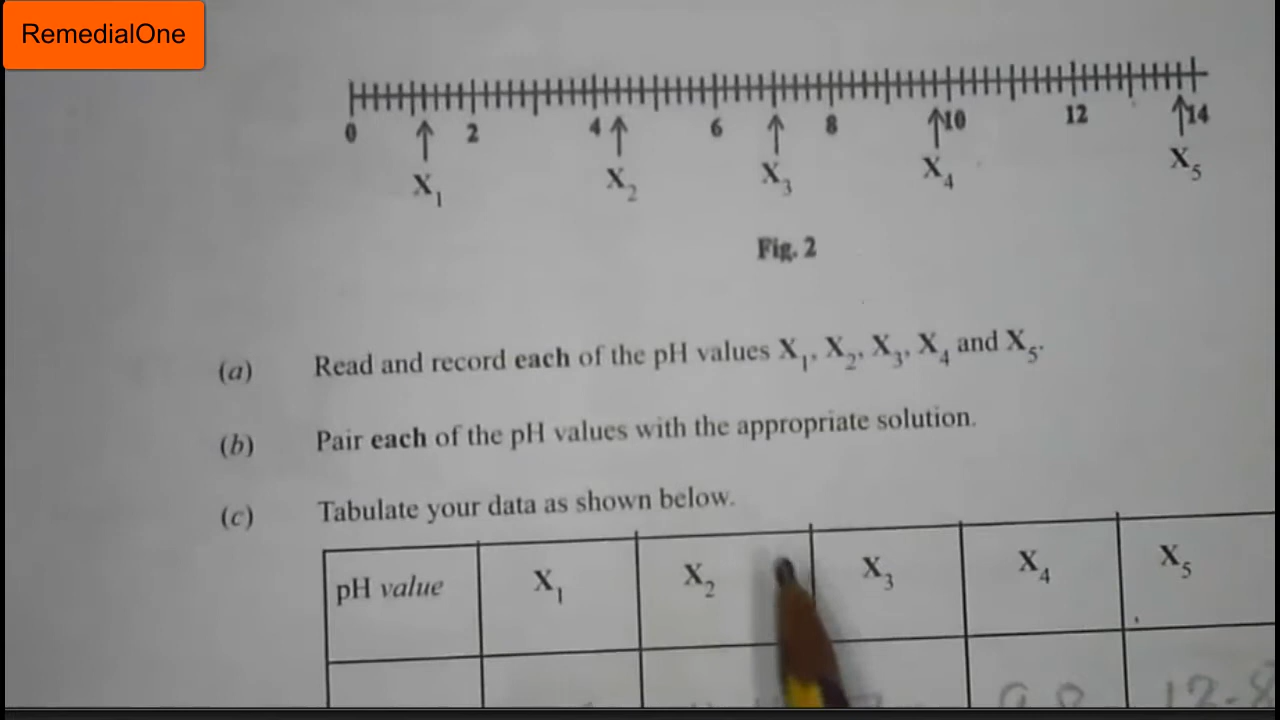 RemedialOne
0 2 4 6 8 10 12 14
X₁ X₂ X₃ X₄ X₅
Fig. 2
(a) Read and record each of the pH values X₁, X₂, X₃, X₄ and X₅.
(b) Pair each of the pH values with the appropriate solution.
(c) Tabulate your data as shown below.
pH value X₁ X₂ X₃ X₄ X₅